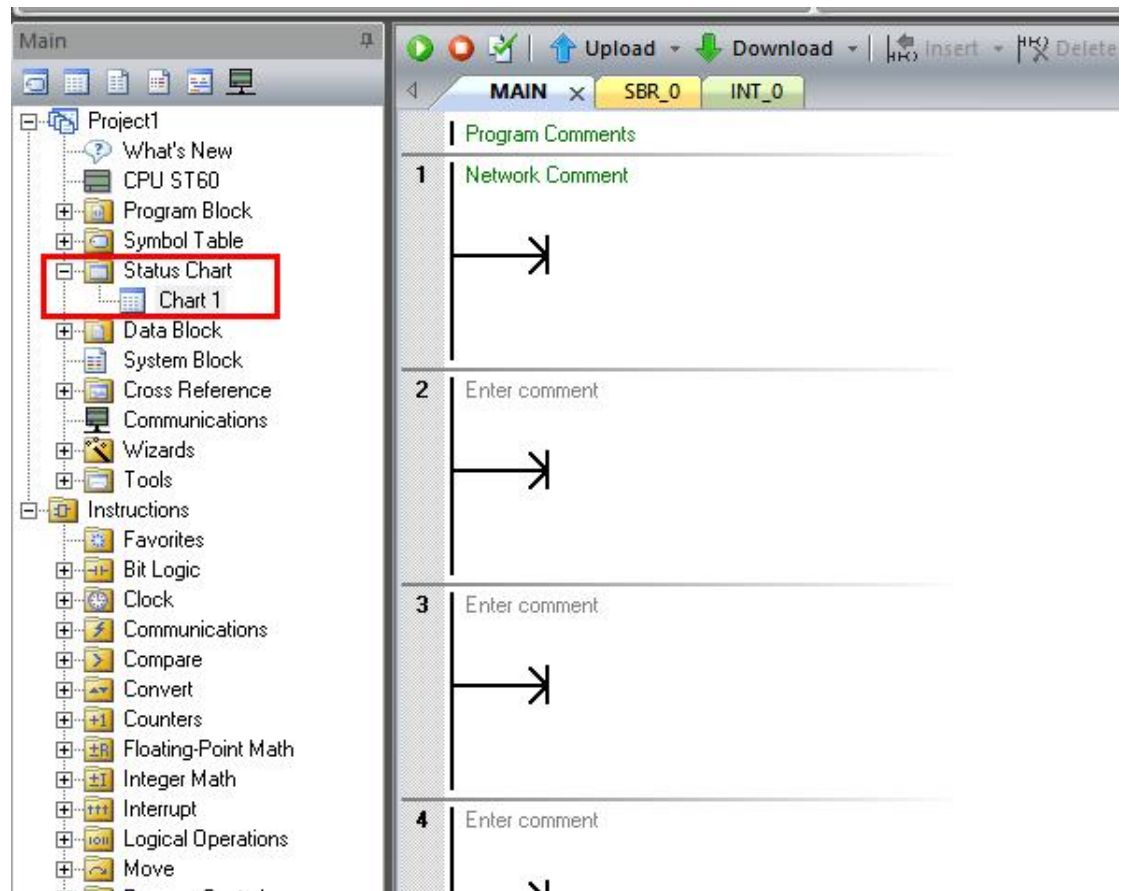 Main
Project1
What's New
CPU ST60
Program Block
Symbol Table
Status Chart
Chart 1
Data Block
System Block
Cross Reference
Communications
Wizards
Tools
Instructions
Favorites
Bit Logic
Clock
Communications
Compare
Convert
Counters
Floating-Point Math
Integer Math
Interrupt
Logical Operations
Move
Upload Download Insert Delete
MAIN SBR_0 INT_0
Program Comments
1 Network Comment
2 Enter comment
3 Enter comment
4 Enter comment